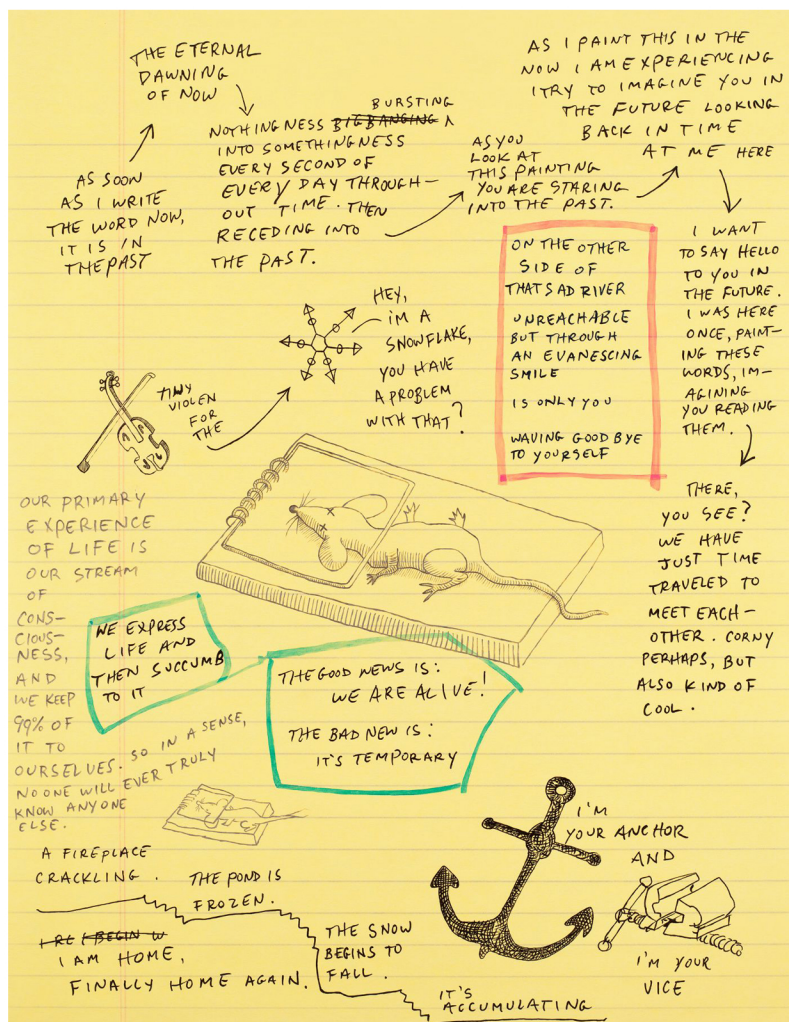 AS SOON
AS I WRITE
THE WORD NOW,
IT IS IN
THE PAST
THE ETERNAL
DAWNING
OF NOW
BURSTING
NOTHINGNESS BIG BANGING ^
INTO SOMETHINGNESS
EVERY SECOND OF
EVERY DAY THROUGH-
OUT TIME. THEN
RECEDING INTO
THE PAST.
AS YOU
LOOK AT
THIS PAINTING
YOU ARE STARING
INTO THE PAST.
AS I PAINT THIS IN THE
NOW I AM EXPERIENCING
I TRY TO IMAGINE YOU IN
THE FUTURE LOOKING
BACK IN TIME
AT ME HERE
I WANT
TO SAY HELLO
TO YOU IN
THE FUTURE.
I WAS HERE
ONCE, PAINT-
ING THESE
WORDS, IM-
AGINING
YOU READING
THEM.
THERE,
YOU SEE?
WE HAVE
JUST TIME
TRAVELED TO
MEET EACH-
OTHER. CORNY
PERHAPS, BUT
ALSO KIND OF
COOL.
ON THE OTHER
SIDE OF
THAT SAD RIVER
UNREACHABLE
BUT THROUGH
AN EVANESCING
SMILE
IS ONLY YOU
WAVING GOODBYE
TO YOURSELF
TINY
VIOLEN
FOR
THE
HEY,
I'M A
SNOWFLAKE,
YOU HAVE
A PROBLEM
WITH THAT?
OUR PRIMARY
EXPERIENCE
OF LIFE IS
OUR STREAM
OF
CONS-
CIOUS-
NESS,
AND
WE KEEP
99% OF
IT TO
OURSELVES. SO IN A SENSE,
NO ONE WILL EVER TRULY
KNOW ANYONE
ELSE.
WE EXPRESS
LIFE AND
THEN SUCCUMB
TO IT
THE GOOD NEWS IS:
WE ARE ALIVE!
THE BAD NEW IS:
IT'S TEMPORARY
A FIREPLACE
CRACKLING.
THE POND IS
FROZEN.
BEGIN
I AM HOME,
FINALLY HOME AGAIN.
THE SNOW
BEGINS TO
FALL.
IT'S
ACCUMULATING
I'M
YOUR ANCHOR
AND
I'M YOUR
VICE